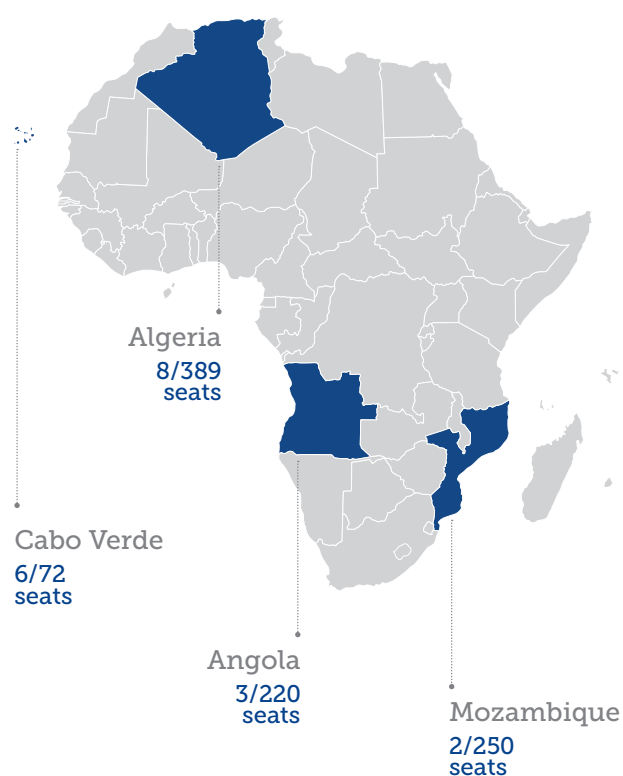 Algeria
8/389
seats
Cabo Verde
6/72
seats
Angola
3/220
seats
Mozambique
2/250
seats